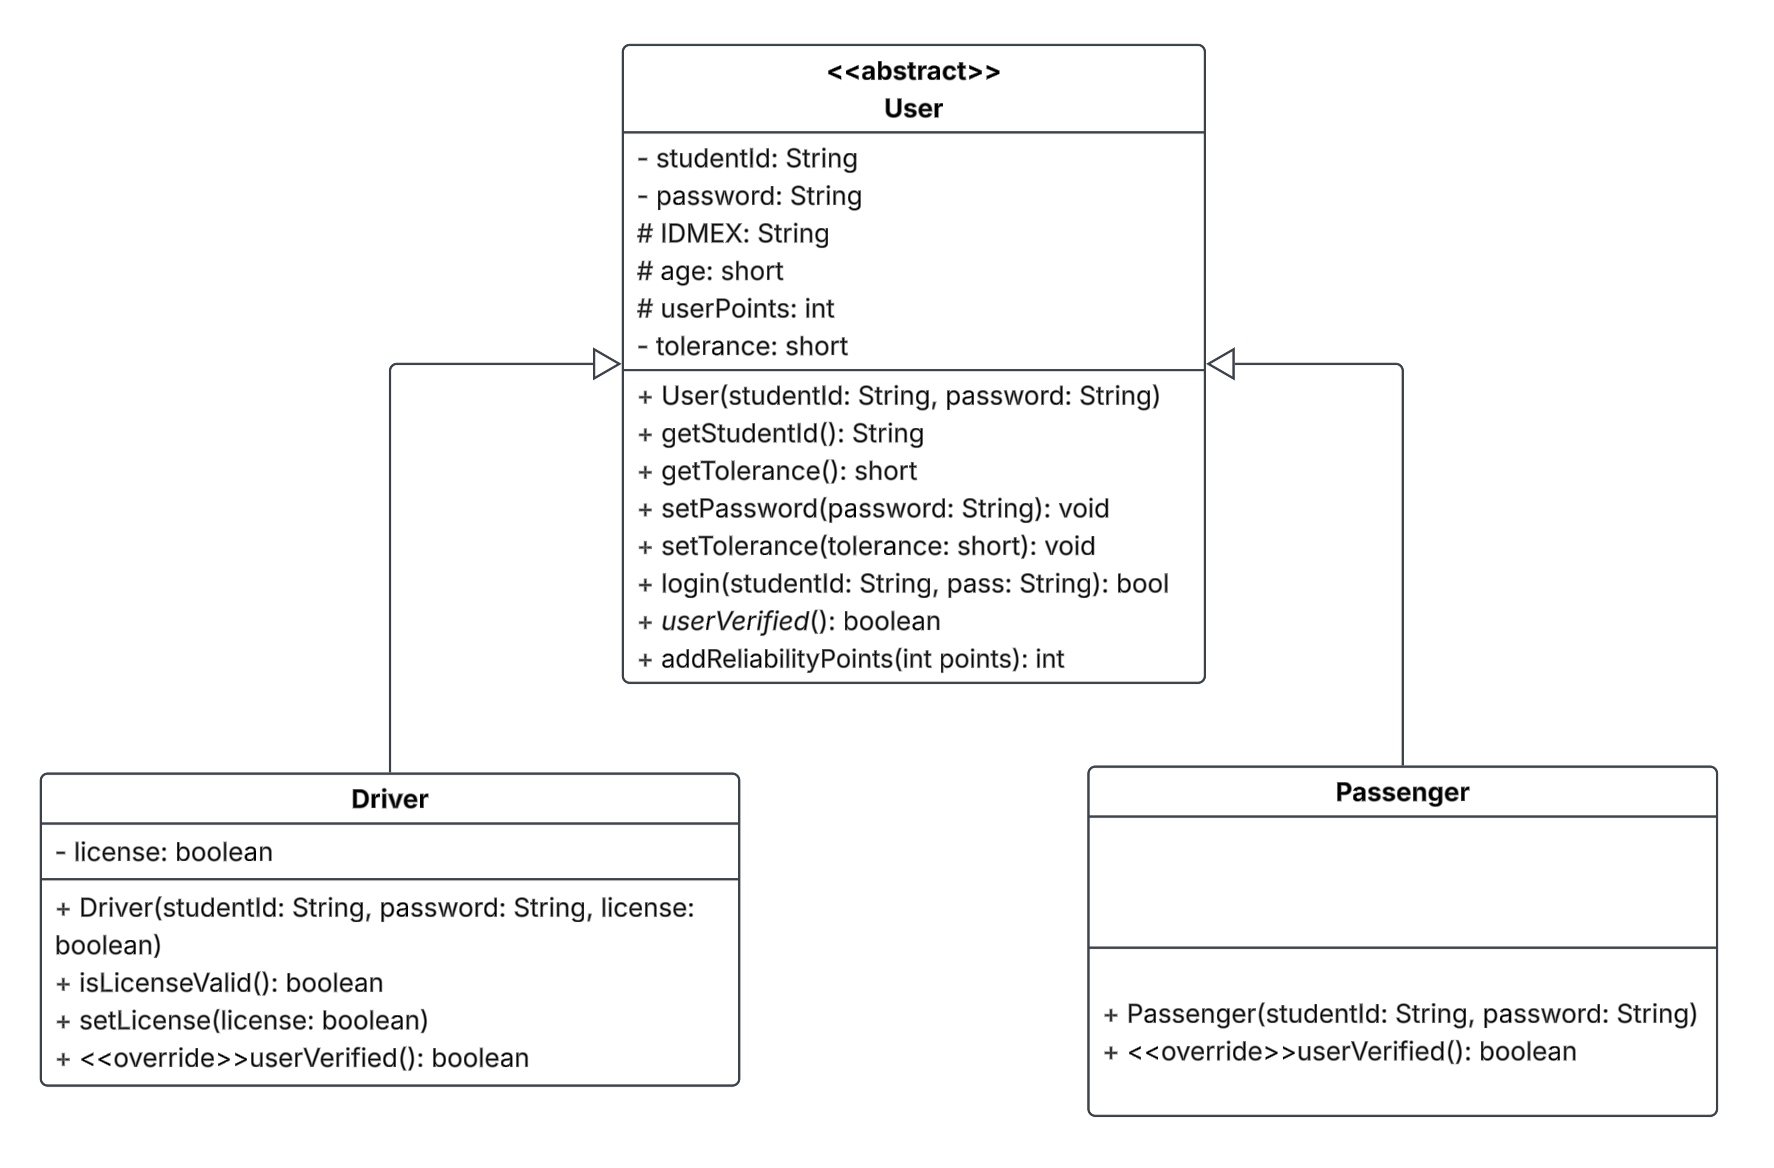 <<abstract>>
User
- studentId: String
- password: String
# IDMEX: String
# age: short
# userPoints: int
- tolerance: short
+ User(studentId: String, password: String)
+ getStudentId(): String
+ getTolerance(): short
+ setPassword(password: String): void
+ setTolerance(tolerance: short): void
+ login(studentId: String, pass: String): bool
+ userVerified(): boolean
+ addReliabilityPoints(int points): int
Driver
- license: boolean
+ Driver(studentId: String, password: String, license:
boolean)
+ isLicenseValid(): boolean
+ setLicense(license: boolean)
+ <<override>>userVerified(): boolean
Passenger
+ Passenger(studentId: String, password: String)
+ <<override>>userVerified(): boolean